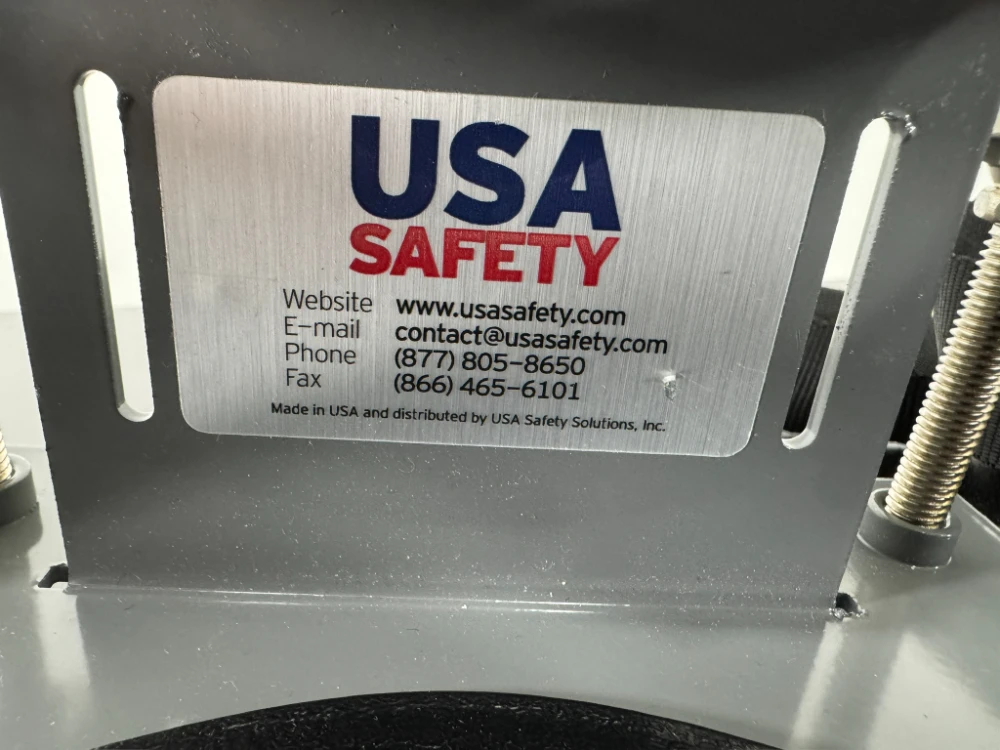 USA
SAFETY
Website www.usasafety.com
E-mail contact@usasafety.com
Phone (877) 805-8650
Fax (866) 465-6101
Made in USA and distributed by USA Safety Solutions, Inc.